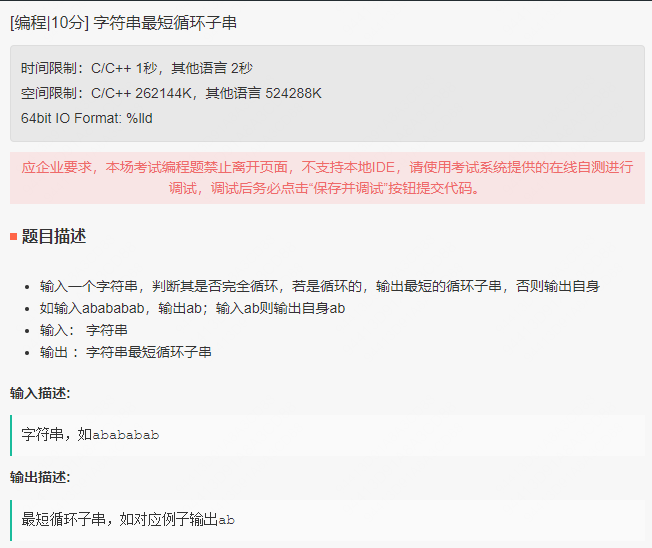 [编程|10分] 字符串最短循环子串
时间限制：C/C++ 1秒，其他语言 2秒
空间限制：C/C++ 262144K，其他语言 524288K
64bit IO Format: %lld
应企业要求，本场考试编程题禁止离开页面，不支持本地IDE，请使用考试系统提供的在线自测进行
调试，调试后务必点击“保存并调试”按钮提交代码。
题目描述
输入一个字符串，判断其是否完全循环，若是循环的，输出最短的循环子串，否则输出自身
如输入abababab，输出ab；输入ab则输出自身ab
输入： 字符串
输出 ：字符串最短循环子串
输入描述:
字符串，如abababab
输出描述:
最短循环子串，如对应例子输出ab